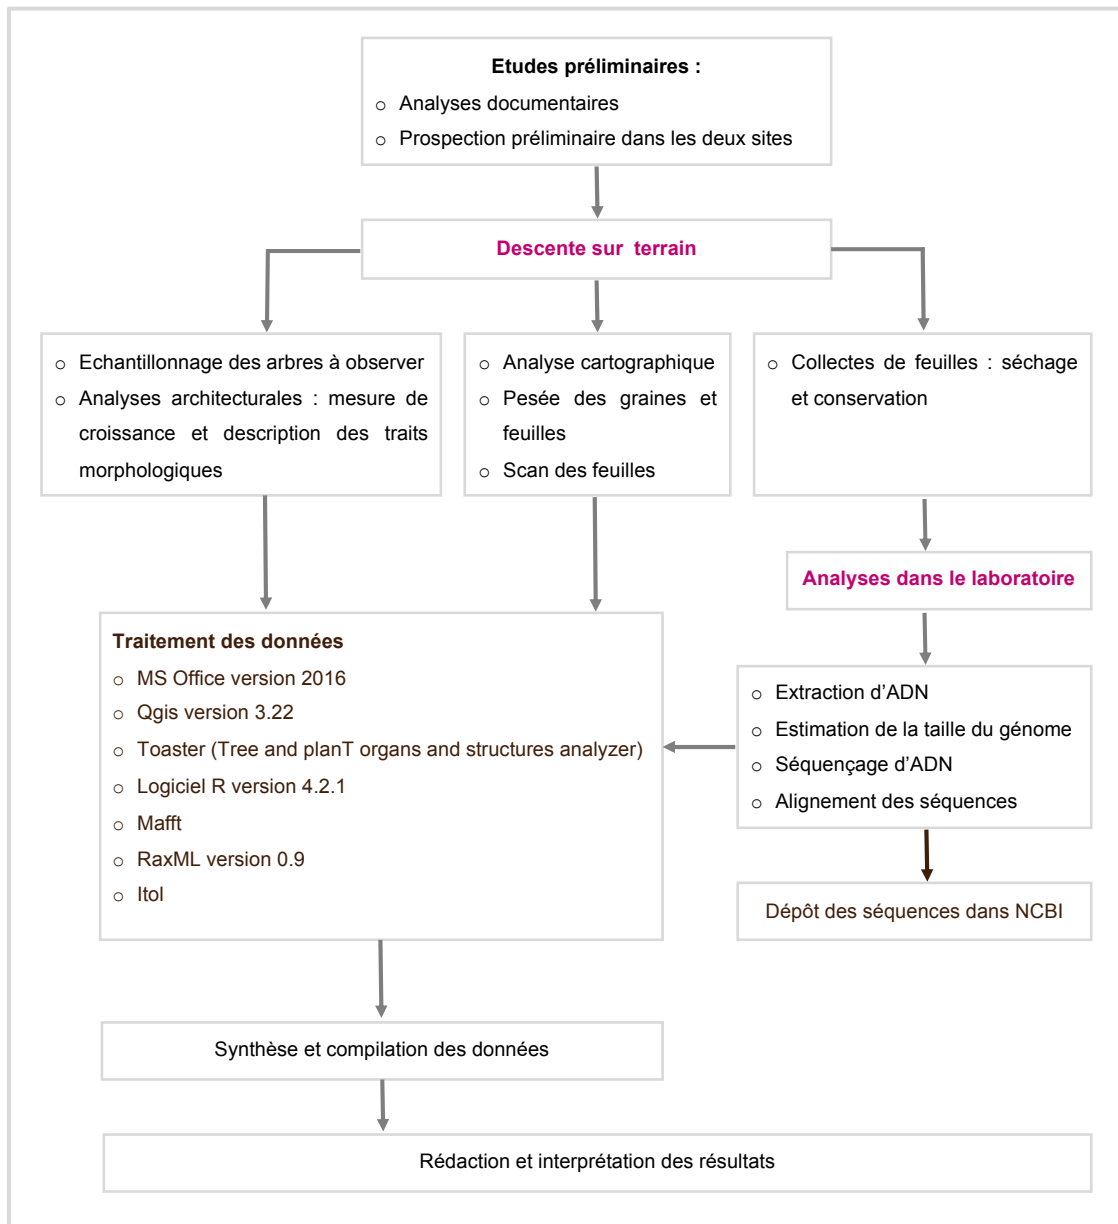 Etudes préliminaires :
o Analyses documentaires
o Prospection préliminaire dans les deux sites
Descente sur terrain
o Echantillonnage des arbres à observer
o Analyses architecturales : mesure de
croissance et description des traits
morphologiques
o Analyse cartographique
o Pesée des graines et
feuilles
o Scan des feuilles
o Collectes de feuilles : séchage
et conservation
Analyses dans le laboratoire
Traitement des données
o MS Office version 2016
o Qgis version 3.22
o Toaster (Tree and planT organs and structures analyzer)
o Logiciel R version 4.2.1
o Mafft
o RaxML version 0.9
o Itol
o Extraction d’ADN
o Estimation de la taille du génome
o Séquençage d’ADN
o Alignement des séquences
Dépôt des séquences dans NCBI
Synthèse et compilation des données
Rédaction et interprétation des résultats